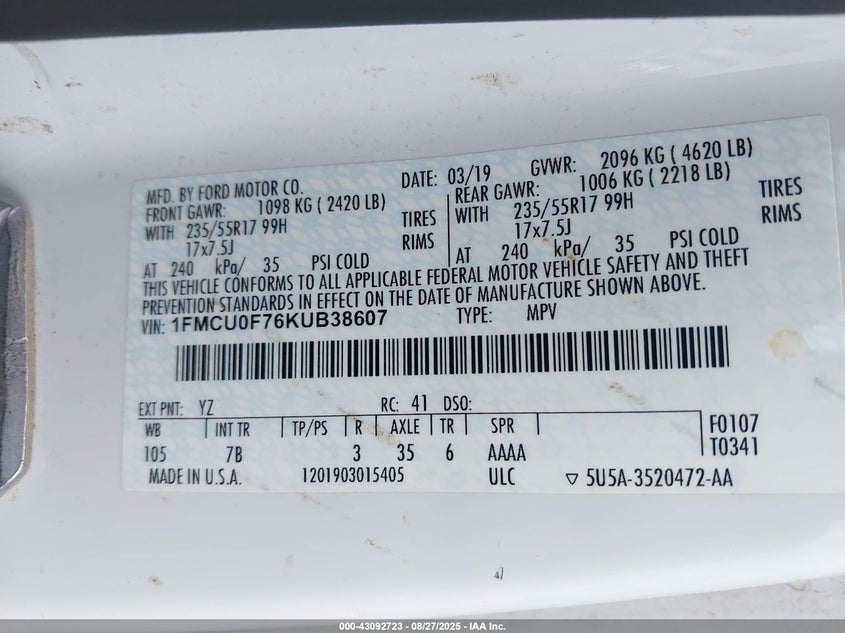 MFD. BY FORD MOTOR CO. DATE: 03/19 GVWR: 2096 KG ( 4620 LB)
FRONT GAWR: 1098 KG ( 2420 LB) REAR GAWR: 1006 KG ( 2218 LB)
WITH 235/55R17 99H TIRES WITH 235/55R17 99H TIRES
17x7.5J RIMS 17x7.5J RIMS
AT 240 kPa/ 35 PSI COLD AT 240 kPa/ 35 PSI COLD
THIS VEHICLE CONFORMS TO ALL APPLICABLE FEDERAL MOTOR VEHICLE SAFETY AND THEFT
PREVENTION STANDARDS IN EFFECT ON THE DATE OF MANUFACTURE SHOWN ABOVE.
VIN: 1FMCU0F76KUB38607 TYPE: MPV
EXT PNT: YZ RC: 41 DSO:
WB INT TR TP/PS R AXLE TR SPR F0107
105 7B 3 35 6 AAAA T0341
MADE IN U.S.A. 1201903015405 ULC ▽ 5U5A-3520472-AA
000-43092723 - 08/27/2025 - IAA Inc.